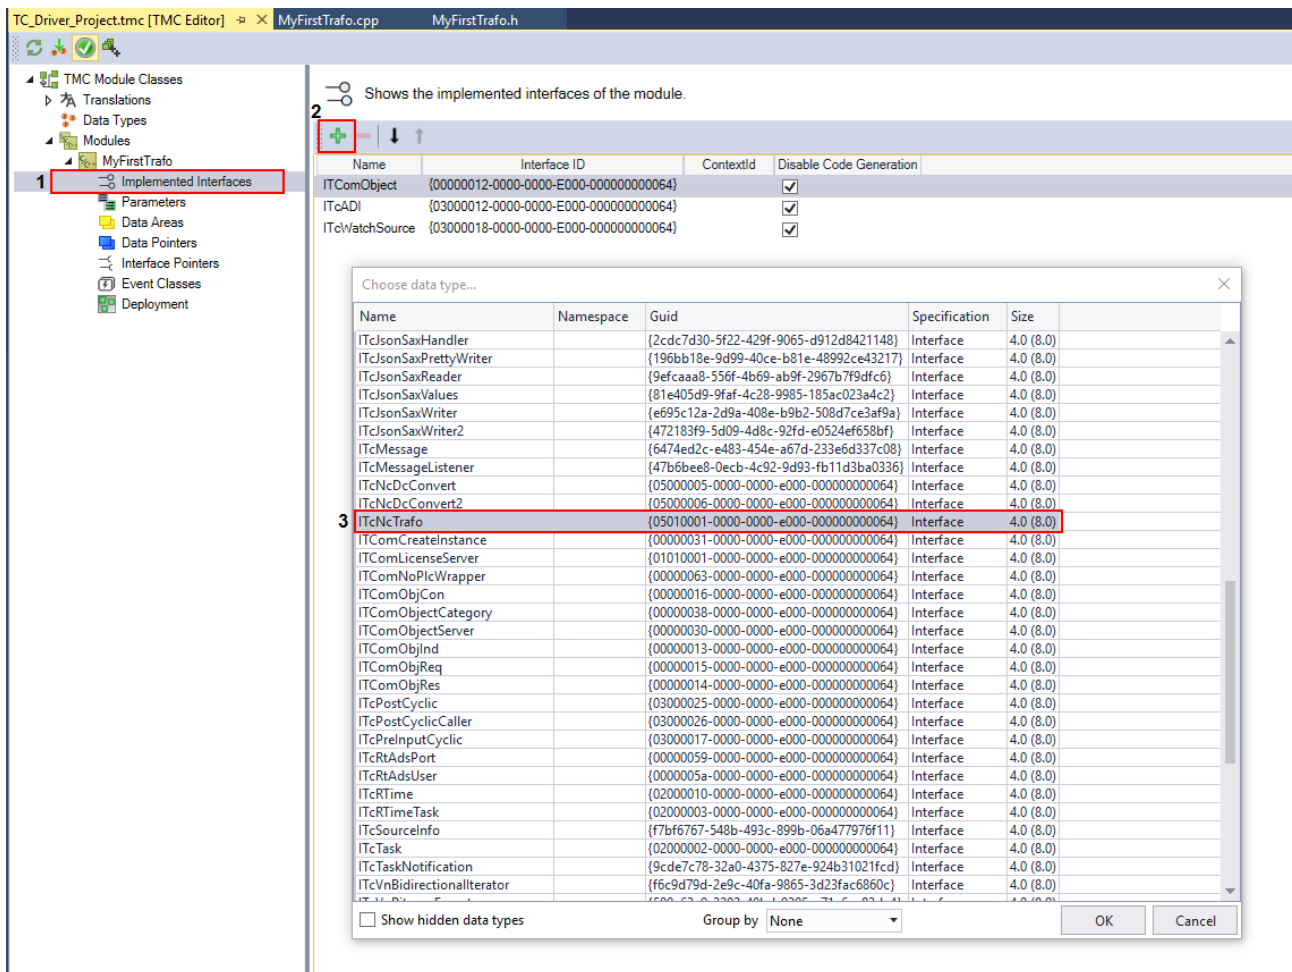 TC_Driver_Project.tmc [TMC Editor] MyFirstTrafo.cpp MyFirstTrafo.h
TMC Module Classes
Translations
Data Types
Modules
MyFirstTrafo
1 Implemented Interfaces
Parameters
Data Areas
Data Pointers
Interface Pointers
Event Classes
Deployment
Shows the implemented interfaces of the module.
2
Name Interface ID ContextId Disable Code Generation
ITComObject {00000012-0000-0000-E000-000000000064}
ITcADI {03000012-0000-0000-E000-000000000064}
ITcWatchSource {03000018-0000-0000-E000-000000000064}
Choose data type...
Name Namespace Guid Specification Size
ITcJsonSaxHandler {2cdc7d30-5f22-429f-9065-d912d8421148} Interface 4.0 (8.0)
ITcJsonSaxPrettyWriter {196bb18e-9d99-40ce-b81e-48992ce43217} Interface 4.0 (8.0)
ITcJsonSaxReader {9efcaaa8-556f-4b69-ab9f-2967b7f9dfc6} Interface 4.0 (8.0)
ITcJsonSaxValues {81e405d9-9faf-4c28-9985-185ac023a4c2} Interface 4.0 (8.0)
ITcJsonSaxWriter {e695c12a-2d9a-408e-b9b2-508d7ce3af9a} Interface 4.0 (8.0)
ITcJsonSaxWriter2 {472183f9-5d09-4d8c-92fd-e0524ef658bf} Interface 4.0 (8.0)
ITcMessage {6474ed2c-e483-454e-a67d-233e6d337c08} Interface 4.0 (8.0)
ITcMessageListener {47b6bee8-0ecb-4c92-9d93-fb11d3ba0336} Interface 4.0 (8.0)
ITcNcDcConvert {05000005-0000-0000-e000-000000000064} Interface 4.0 (8.0)
ITcNcDcConvert2 {05000006-0000-0000-e000-000000000064} Interface 4.0 (8.0)
3 ITcNcTrafo {05010001-0000-0000-e000-000000000064} Interface 4.0 (8.0)
ITComCreateInstance {00000031-0000-0000-e000-000000000064} Interface 4.0 (8.0)
ITComLicenseServer {01010001-0000-0000-e000-000000000064} Interface 4.0 (8.0)
ITComNoPlcWrapper {00000063-0000-0000-e000-000000000064} Interface 4.0 (8.0)
ITComObjCon {00000016-0000-0000-e000-000000000064} Interface 4.0 (8.0)
ITComObjectCategory {00000038-0000-0000-e000-000000000064} Interface 4.0 (8.0)
ITComObjectServer {00000030-0000-0000-e000-000000000064} Interface 4.0 (8.0)
ITComObjInd {00000013-0000-0000-e000-000000000064} Interface 4.0 (8.0)
ITComObjReq {00000015-0000-0000-e000-000000000064} Interface 4.0 (8.0)
ITComObjRes {00000014-0000-0000-e000-000000000064} Interface 4.0 (8.0)
ITcPostCyclic {03000025-0000-0000-e000-000000000064} Interface 4.0 (8.0)
ITcPostCyclicCaller {03000026-0000-0000-e000-000000000064} Interface 4.0 (8.0)
ITcPreInputCyclic {03000017-0000-0000-e000-000000000064} Interface 4.0 (8.0)
ITcRtAdsPort {00000059-0000-0000-e000-000000000064} Interface 4.0 (8.0)
ITcRtAdsUser {0000005a-0000-0000-e000-000000000064} Interface 4.0 (8.0)
ITcRTime {02000010-0000-0000-e000-000000000064} Interface 4.0 (8.0)
ITcRTimeTask {02000003-0000-0000-e000-000000000064} Interface 4.0 (8.0)
ITcSourceInfo {f7bf6767-548b-493c-899b-06a477976f11} Interface 4.0 (8.0)
ITcTask {02000002-0000-0000-e000-000000000064} Interface 4.0 (8.0)
ITcTaskNotification {9cde7c78-32a0-4375-827e-924b31021fcd} Interface 4.0 (8.0)
ITcVnBidirectionalIterator {f6c9d79d-2e9c-40fa-9865-3d23fac6860c} Interface 4.0 (8.0)
Show hidden data types Group by None OK Cancel